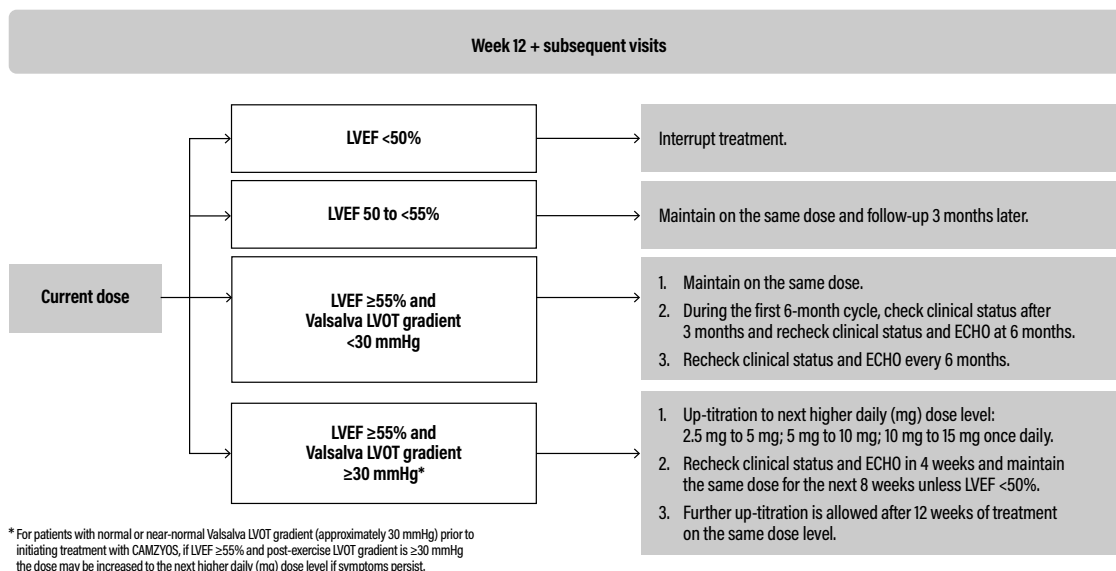 Week 12 + subsequent visits
Current dose
LVEF <50%
Interrupt treatment.
LVEF 50 to <55%
Maintain on the same dose and follow-up 3 months later.
LVEF ≥55% and
Valsalva LVOT gradient
<30 mmHg
1. Maintain on the same dose.
2. During the first 6-month cycle, check clinical status after
3 months and recheck clinical status and ECHO at 6 months.
3. Recheck clinical status and ECHO every 6 months.
LVEF ≥55% and
Valsalva LVOT gradient
≥30 mmHg*
1. Up-titration to next higher daily (mg) dose level:
2.5 mg to 5 mg; 5 mg to 10 mg; 10 mg to 15 mg once daily.
2. Recheck clinical status and ECHO in 4 weeks and maintain
the same dose for the next 8 weeks unless LVEF <50%.
3. Further up-titration is allowed after 12 weeks of treatment
on the same dose level.
* For patients with normal or near-normal Valsalva LVOT gradient (approximately 30 mmHg) prior to
initiating treatment with CAMZYOS, if LVEF ≥55% and post-exercise LVOT gradient is ≥30 mmHg
the dose may be increased to the next higher daily (mg) dose level if symptoms persist.